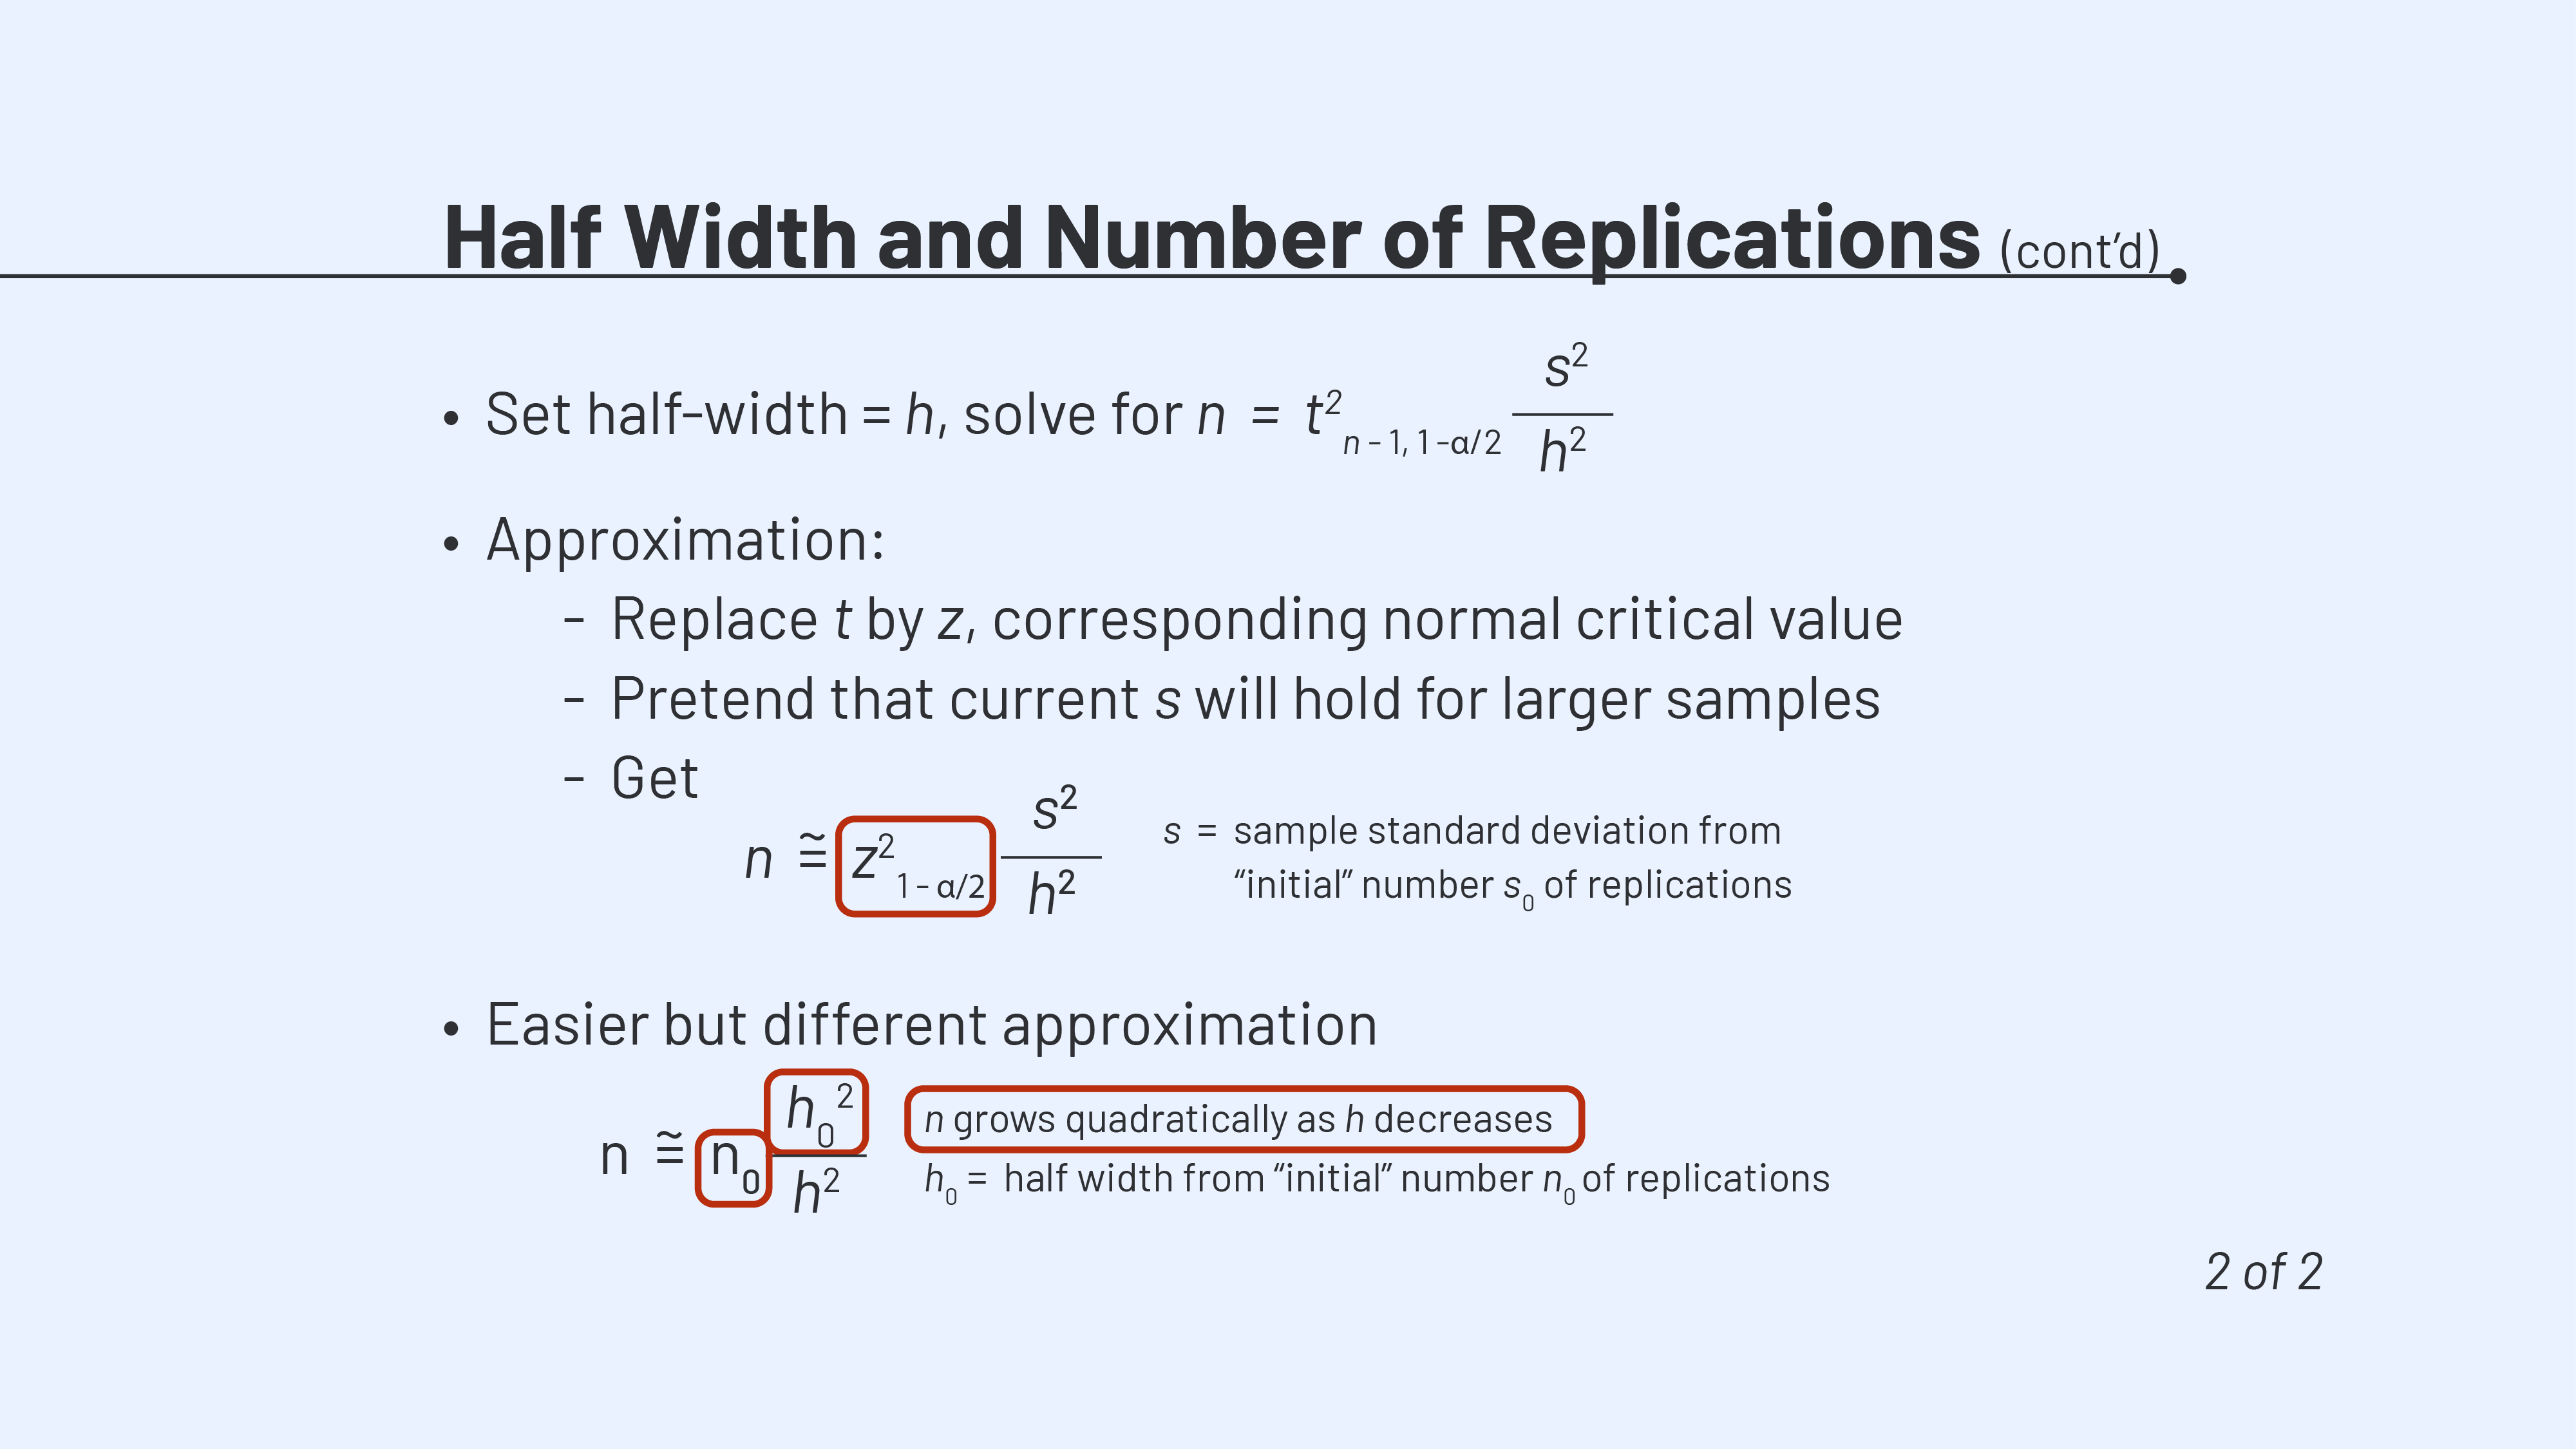 Half Width and Number of Replications (cont’d)
• Set half-width = h, solve for n = t²ₙ ₋ ₁, ₁ ₋α/₂ s² / h²
• Approximation:
- Replace t by z, corresponding normal critical value
- Pretend that current s will hold for larger samples
- Get
n ≅ z² 1 - α/2 s² / h²
s = sample standard deviation from
“initial” number s₀ of replications
• Easier but different approximation
n ≅ n₀ h₀² / h²
n grows quadratically as h decreases
h₀ = half width from “initial” number n₀ of replications
2 of 2